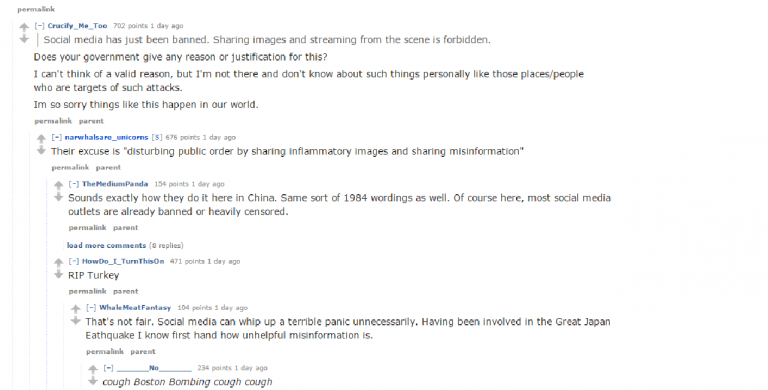 permalink
[–] Crucify_Me_Too 702 points 1 day ago
Social media has just been banned. Sharing images and streaming from the scene is forbidden.
Does your government give any reason or justification for this?
I can't think of a valid reason, but I'm not there and don't know about such things personally like those places/people
who are targets of such attacks.
Im so sorry things like this happen in our world.
permalink parent
[–] narwhalsare_unicorns [S] 676 points 1 day ago
Their excuse is "disturbing public order by sharing inflammatory images and sharing misinformation"
permalink parent
[–] TheMediumPanda 154 points 1 day ago
Sounds exactly how they do it here in China. Same sort of 1984 wordings as well. Of course here, most social media
outlets are already banned or heavily censored.
permalink parent
load more comments (8 replies)
[–] HowDo_I_TurnThisOn 471 points 1 day ago
RIP Turkey
permalink parent
[–] WhaleMeatFantasy 104 points 1 day ago
That's not fair. Social media can whip up a terrible panic unnecessarily. Having been involved in the Great Japan
Eathquake I know first hand how unhelpful misinformation is.
permalink parent
[–] _______No_______ 234 points 1 day ago
cough Boston Bombing cough cough